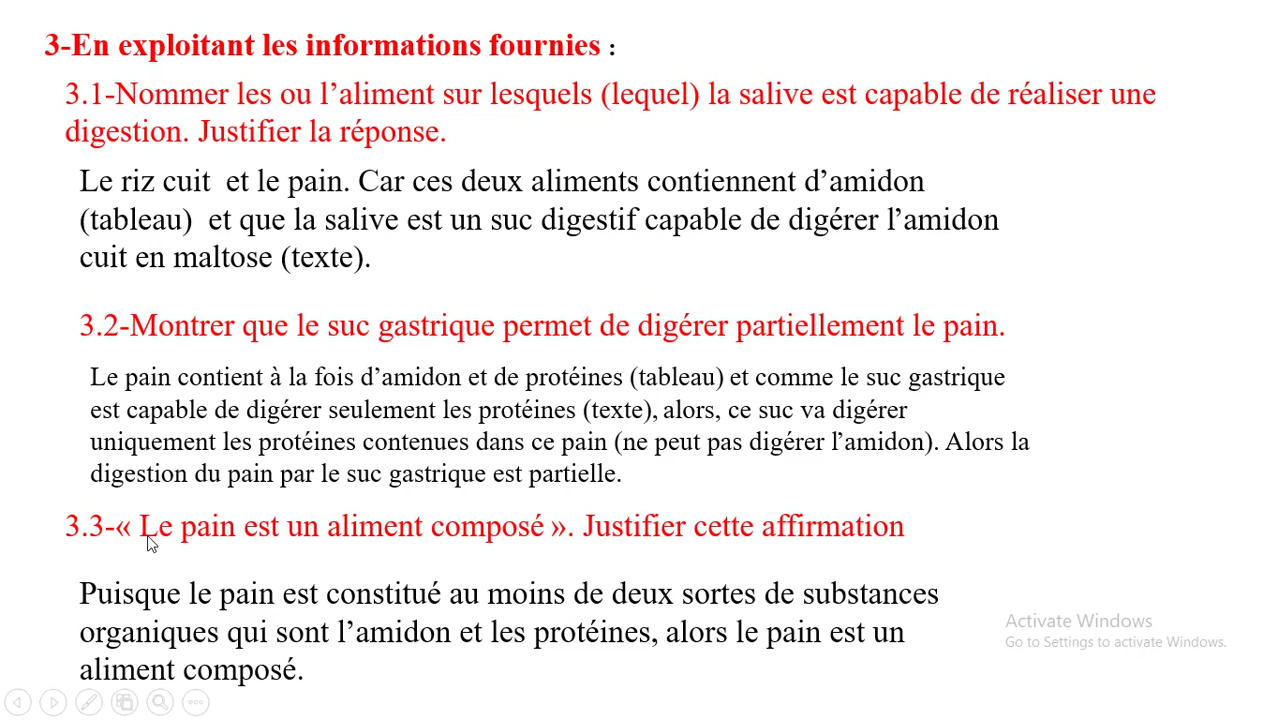 3-En exploitant les informations fournies :
3.1-Nommer les ou l’aliment sur lesquels (lequel) la salive est capable de réaliser une
digestion. Justifier la réponse.
Le riz cuit et le pain. Car ces deux aliments contiennent d’amidon
(tableau) et que la salive est un suc digestif capable de digérer l’amidon
cuit en maltose (texte).
3.2-Montrer que le suc gastrique permet de digérer partiellement le pain.
Le pain contient à la fois d’amidon et de protéines (tableau) et comme le suc gastrique
est capable de digérer seulement les protéines (texte), alors, ce suc va digérer
uniquement les protéines contenues dans ce pain (ne peut pas digérer l’amidon). Alors la
digestion du pain par le suc gastrique est partielle.
3.3-« Le pain est un aliment composé ». Justifier cette affirmation
Puisque le pain est constitué au moins de deux sortes de substances
organiques qui sont l’amidon et les protéines, alors le pain est un
aliment composé.
Activate Windows
Go to Settings to activate Windows.